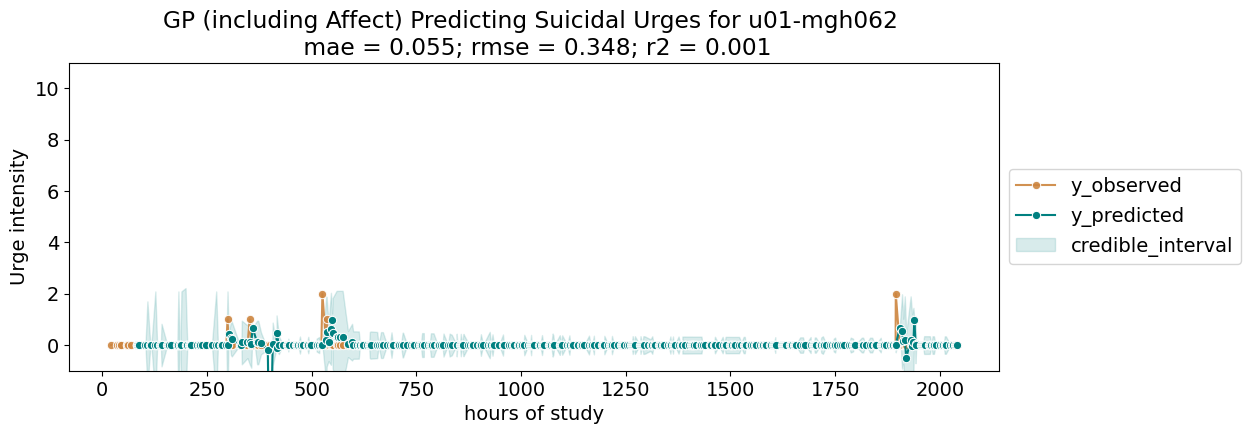 GP (including Affect) Predicting Suicidal Urges for u01-mgh062
mae = 0.055; rmse = 0.348; r2 = 0.001
10
8
6
4
2
0
Urge intensity
0 250 500 750 1000 1250 1500 1750 2000
hours of study
y_observed
y_predicted
credible_interval